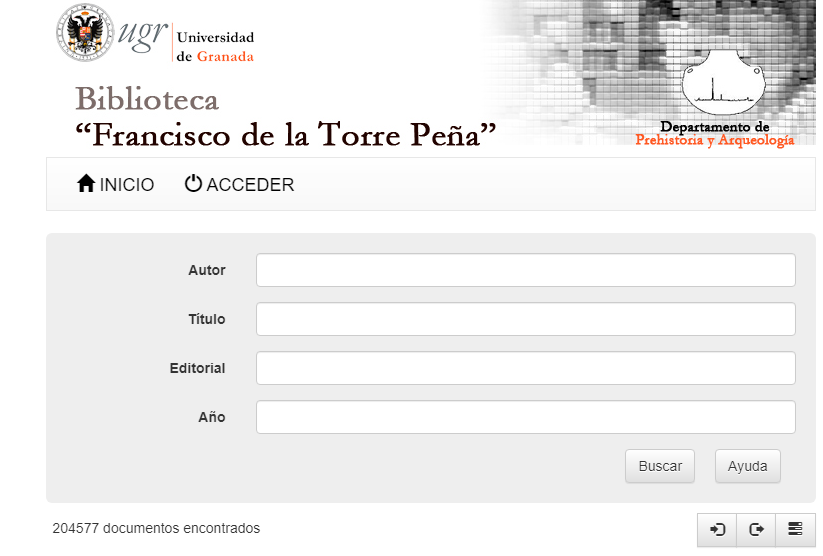 ugr
Universidad
de Granada
Biblioteca
“Francisco de la Torre Peña”
Departamento de
Prehistoria y Arqueología
INICIO
ACCEDER
Autor
Título
Editorial
Año
Buscar
Ayuda
204577 documentos encontrados